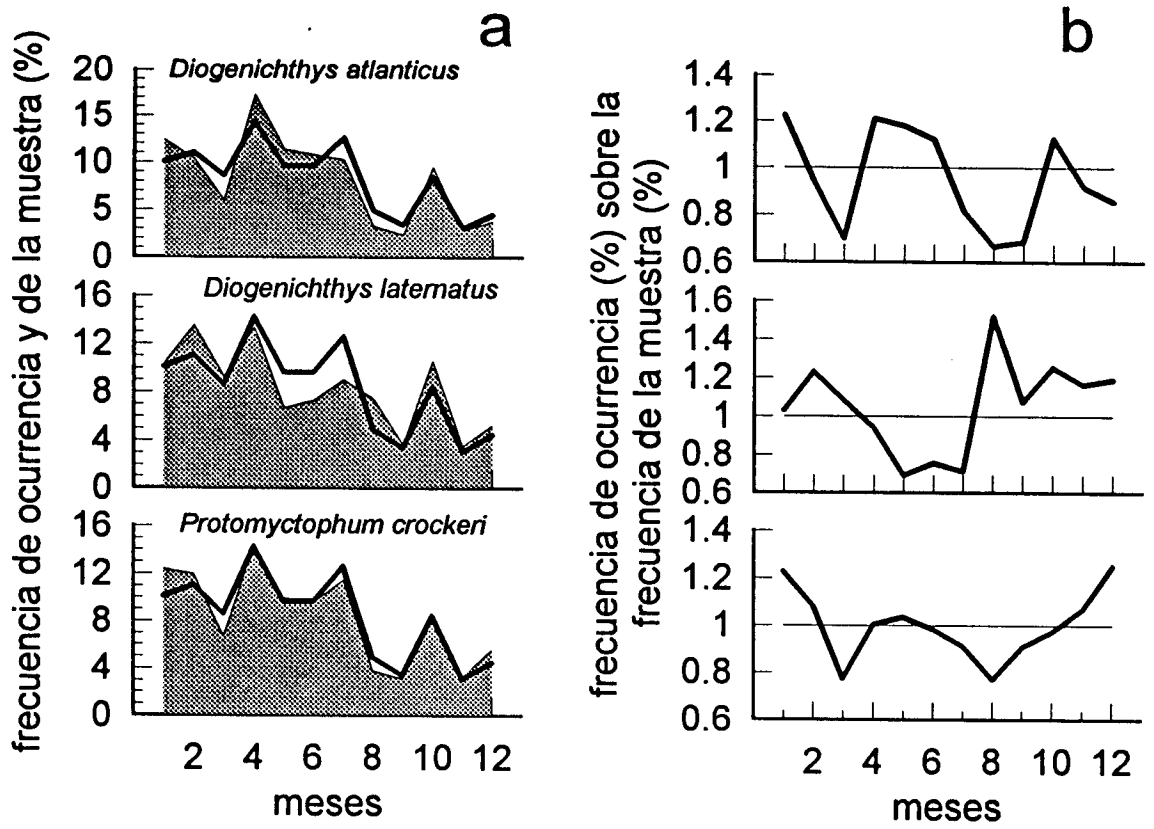 a
frecuencia de ocurrencia y de la muestra (%)
Diogenichthys atlanticus
20
15
10
5
0
Diogenichthys laternatus
16
12
8
4
0
Protomyctophum crockeri
16
12
8
4
0
2 4 6 8 10 12
meses
b
frecuencia de ocurrencia (%) sobre la
frecuencia de la muestra (%)
1.4
1.2
1
0.8
0.6
1.6
1.4
1.2
1
0.8
0.6
1.4
1.2
1
0.8
0.6
2 4 6 8 10 12
meses